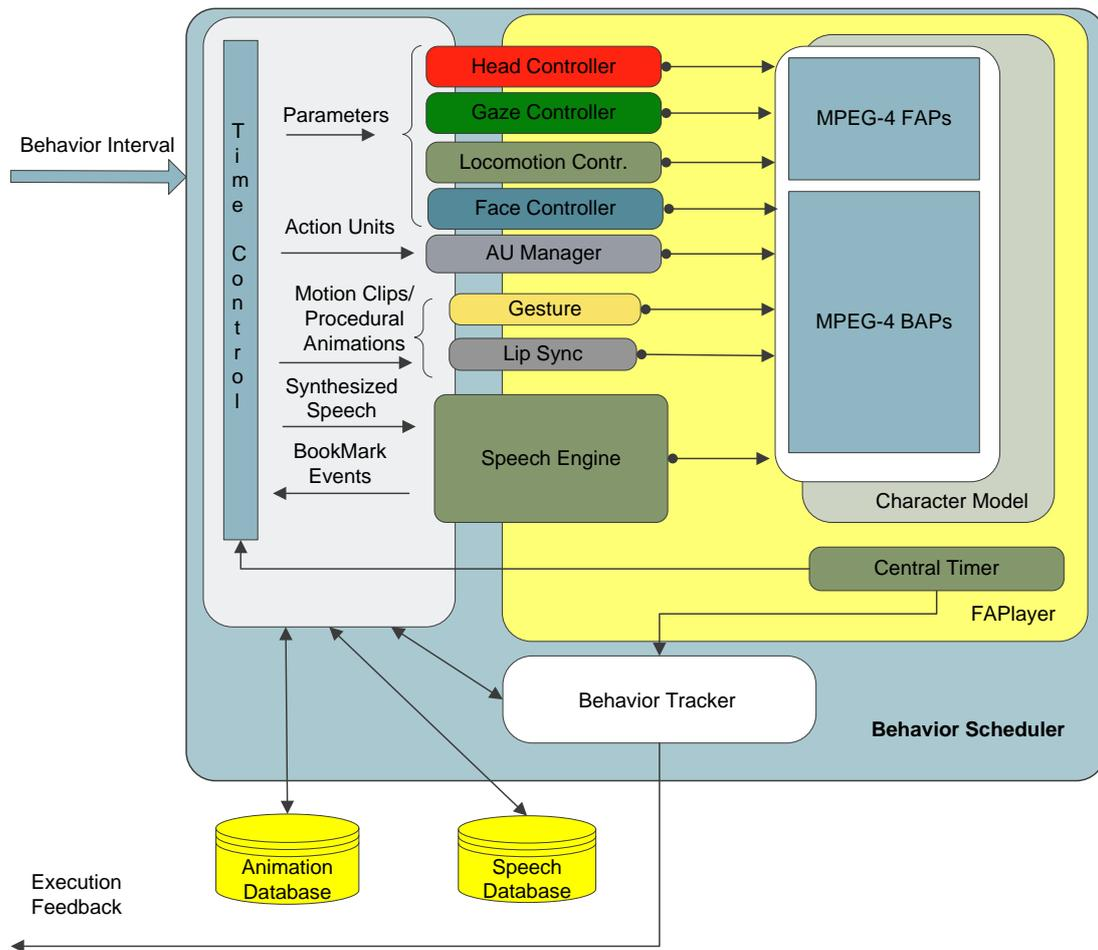 Behavior Interval
Time Control
Parameters
Action Units
Motion Clips/
Procedural
Animations
Synthesized
Speech
BookMark
Events
Head Controller
Gaze Controller
Locomotion Contr.
Face Controller
AU Manager
Gesture
Lip Sync
Speech Engine
MPEG-4 FAPs
MPEG-4 BAPs
Character Model
Central Timer
FAPlayer
Behavior Tracker
Behavior Scheduler
Animation
Database
Speech
Database
Execution
Feedback